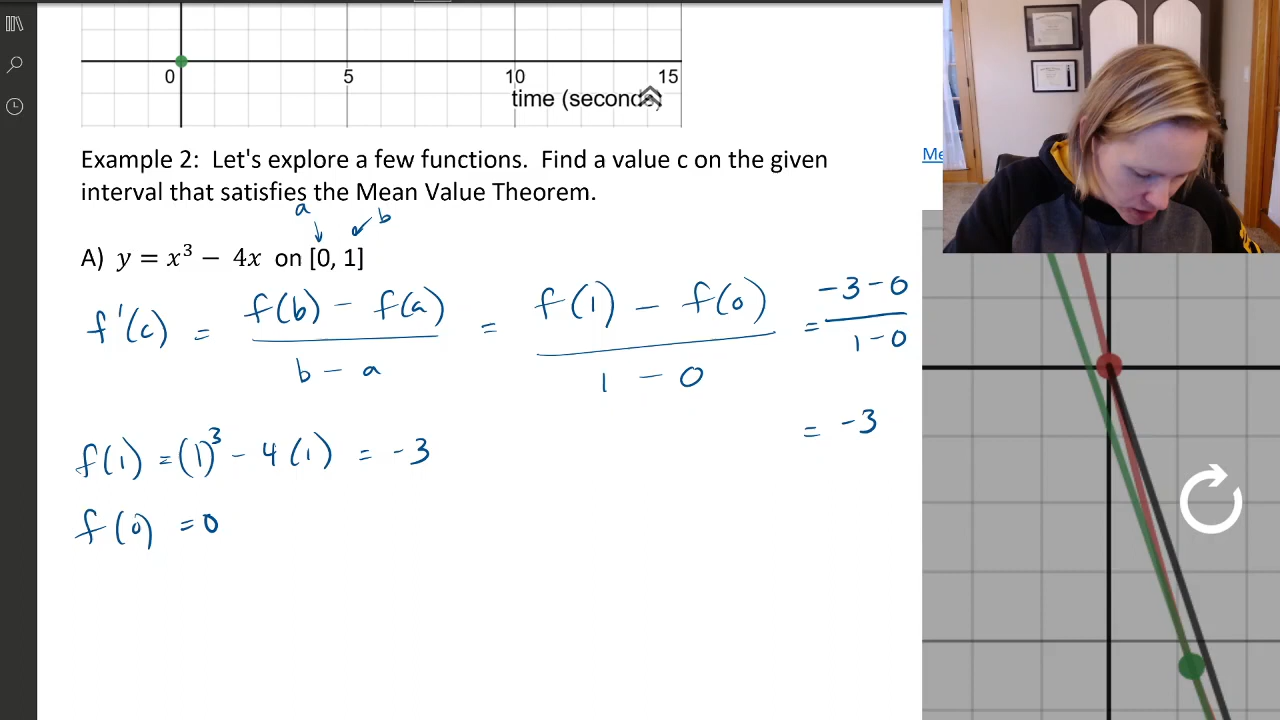 0 5 10 15
time (seconds)
Example 2: Let's explore a few functions. Find a value c on the given
interval that satisfies the Mean Value Theorem.
Me
a b
A) y = x³ − 4x on [0, 1]
f'(c) = f(b) − f(a) / b − a = f(1) − f(0) / 1 − 0 = -3 - 0 / 1 - 0
= -3
f(1) = (1)³ - 4(1) = -3
f(0) = 0